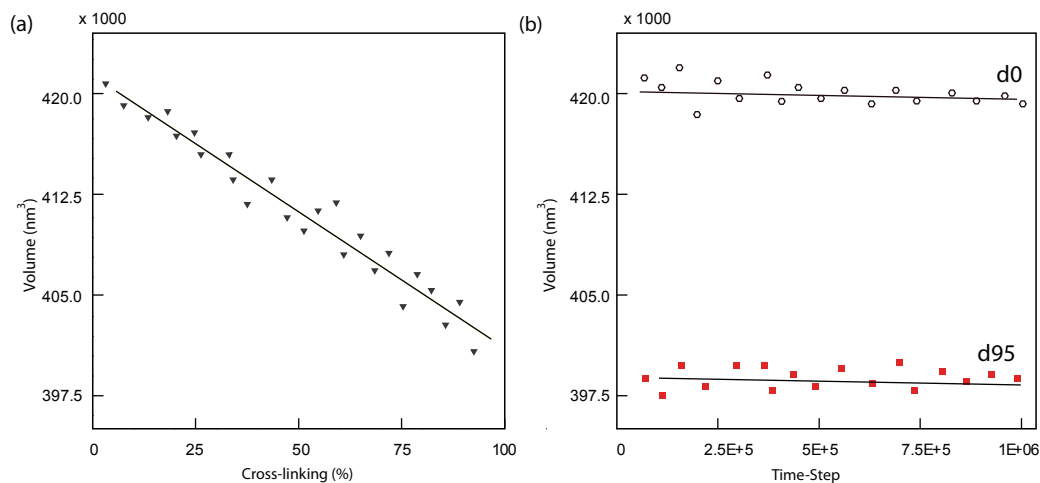 (a)
x 1000
420.0
412.5
405.0
397.5
Volume (nm³)
0
25
50
75
100
Cross-linking (%)
(b)
x 1000
420.0
412.5
405.0
397.5
Volume (nm³)
d0
d95
0
2.5E+5
5E+5
7.5E+5
1E+06
Time-Step